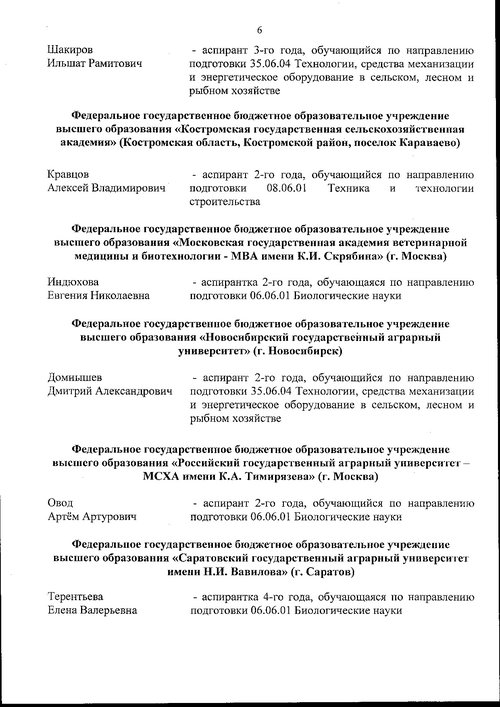 6
Шакиров - аспирант 3-го года, обучающийся по направлению
Ильшат Рамитович подготовки 35.06.04 Технологии, средства механизации
и энергетическое оборудование в сельском, лесном и
рыбном хозяйстве
Федеральное государственное бюджетное образовательное учреждение
высшего образования «Костромская государственная сельскохозяйственная
академия» (Костромская область, Костромской район, поселок Караваево)
Кравцов - аспирант 2-го года, обучающийся по направлению
Алексей Владимирович подготовки 08.06.01 Техника и технологии
строительства
Федеральное государственное бюджетное образовательное учреждение
высшего образования «Московская государственная академия ветеринарной
медицины и биотехнологии - МВА имени К.И. Скрябина» (г. Москва)
Индюхова - аспирантка 2-го года, обучающаяся по направлению
Евгения Николаевна подготовки 06.06.01 Биологические науки
Федеральное государственное бюджетное образовательное учреждение
высшего образования «Новосибирский государственный аграрный
университет» (г. Новосибирск)
Домнышев - аспирант 2-го года, обучающийся по направлению
Дмитрий Александрович подготовки 35.06.04 Технологии, средства механизации
и энергетическое оборудование в сельском, лесном и
рыбном хозяйстве
Федеральное государственное бюджетное образовательное учреждение
высшего образования «Российский государственный аграрный университет –
МСХА имени К.А. Тимирязева» (г. Москва)
Овод - аспирант 2-го года, обучающийся по направлению
Артём Артурович подготовки 06.06.01 Биологические науки
Федеральное государственное бюджетное образовательное учреждение
высшего образования «Саратовский государственный аграрный университет
имени Н.И. Вавилова» (г. Саратов)
Терентьева - аспирантка 4-го года, обучающаяся по направлению
Елена Валерьевна подготовки 06.06.01 Биологические науки